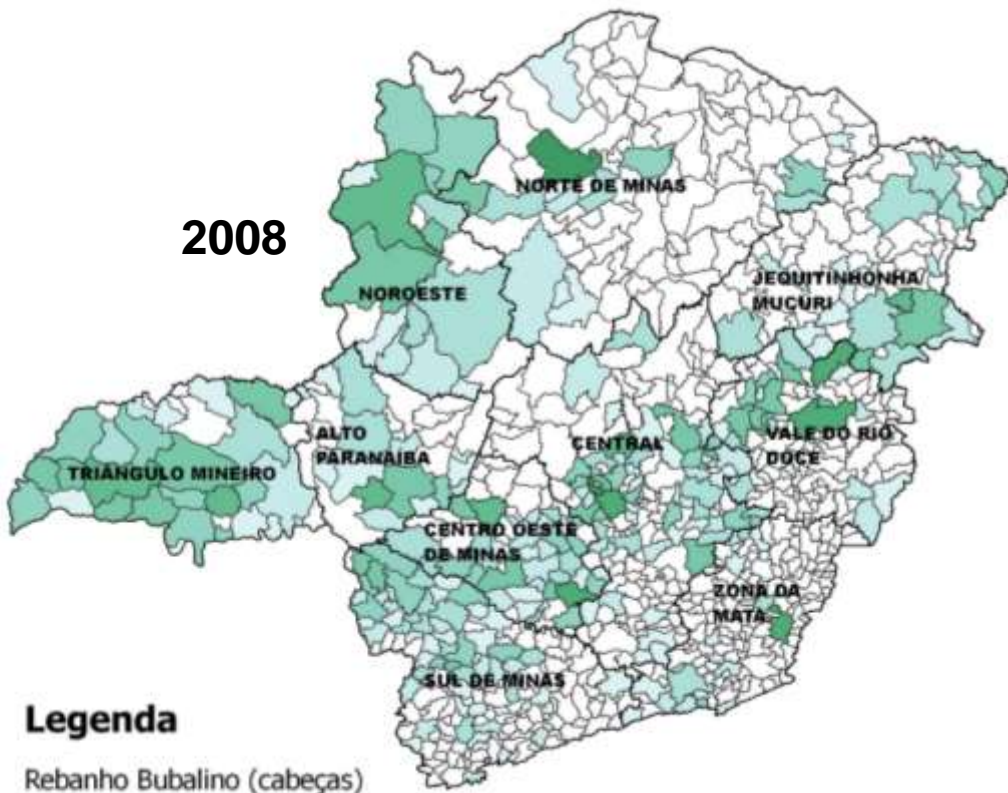 NORTE DE MINAS
2008
JEQUITINHONHA/
MUCURI
NOROESTE
ALTO
PARANAIBA
CENTRAL
VALE DO RIO
DOCE
TRIÂNGULO MINEIRO
CENTRO OESTE
DE MINAS
ZONA DA
MATA
SUL DE MINAS
Legenda
Rebanho Bubalino (cabeças)